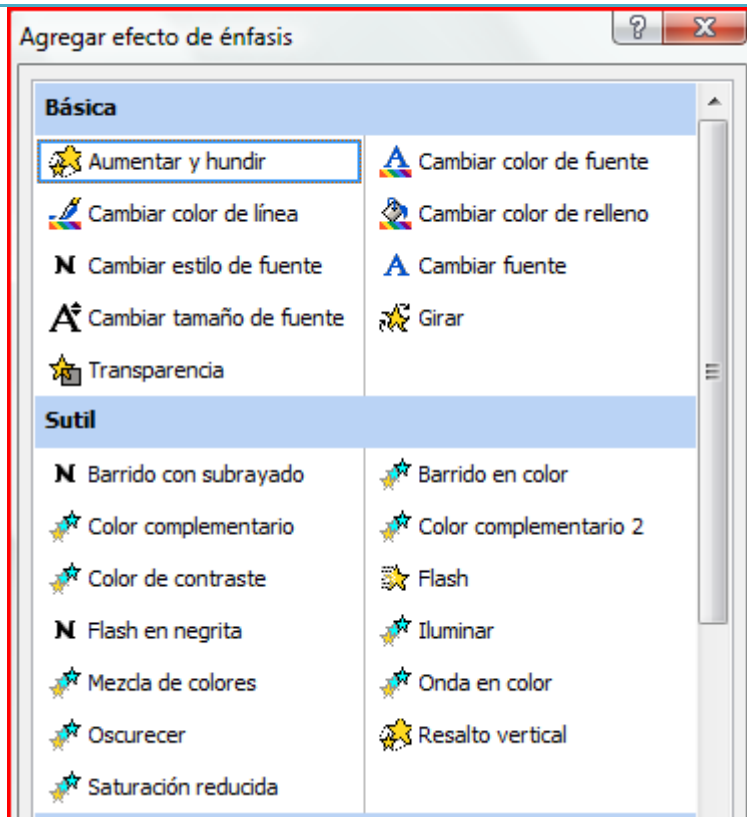 Agregar efecto de énfasis
Básica
Aumentar y hundir
Cambiar color de fuente
Cambiar color de línea
Cambiar color de relleno
Cambiar estilo de fuente
Cambiar fuente
Cambiar tamaño de fuente
Girar
Transparencia
Sutil
Barrido con subrayado
Barrido en color
Color complementario
Color complementario 2
Color de contraste
Flash
Flash en negrita
Iluminar
Mezcla de colores
Onda en color
Oscurecer
Resalto vertical
Saturación reducida